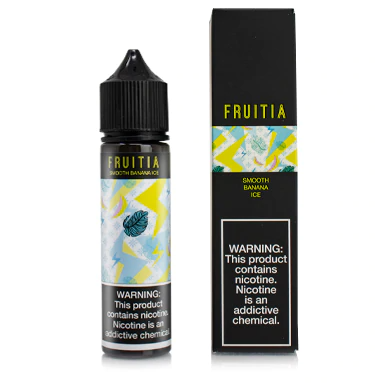 FRUITIA
SMOOTH BANANA ICE
WARNING:
This product
contains nicotine.
Nicotine is an
addictive chemical.
FRUITIA
SMOOTH
BANANA
ICE
WARNING:
This product
contains
nicotine.
Nicotine
is an
addictive
chemical.